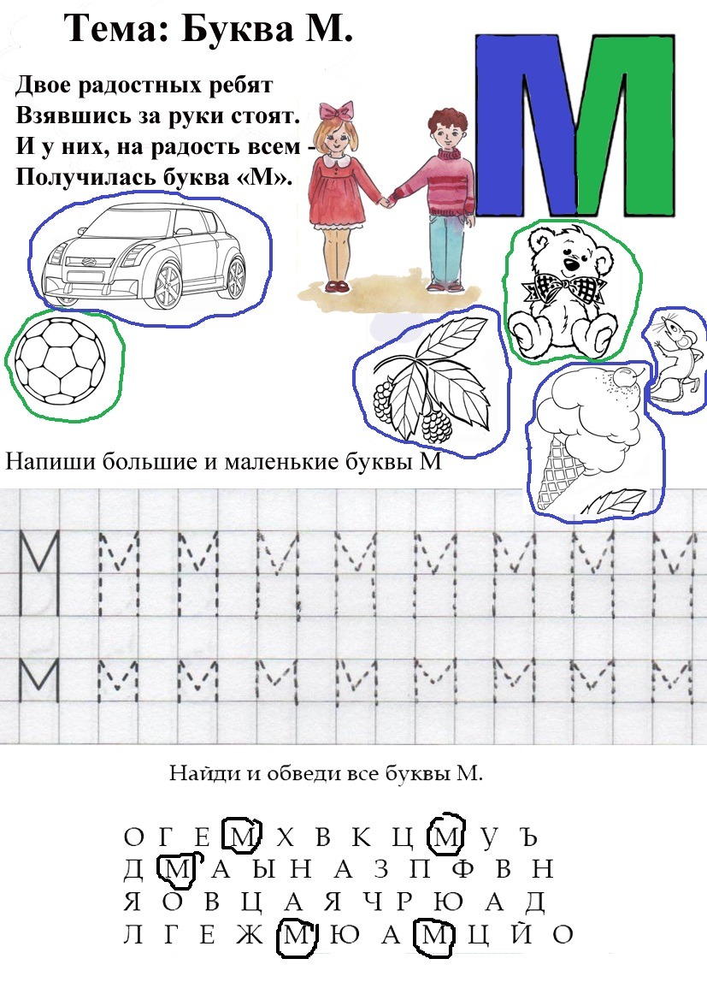 Тема: Буква М.
Двое радостных ребят
Взявшись за руки стоят.
И у них, на радость всем -
Получилась буква «М».
М
Напиши большие и маленькие буквы М
М М М М М М М М М
М М М М М М М М М
Найди и обведи все буквы М.
О Г Е М Х В К Ц М У Ъ
Д М А Ы Н А З П Ф В Н
Я О В Ц А Я Ч Р Ю А Д
Л Г Е Ж М Ю А М Ц Й О